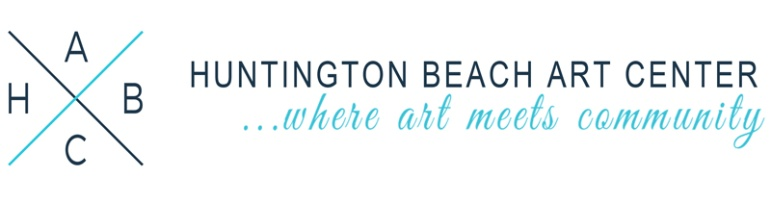 A
H B
C
HUNTINGTON BEACH ART CENTER
...where art meets community